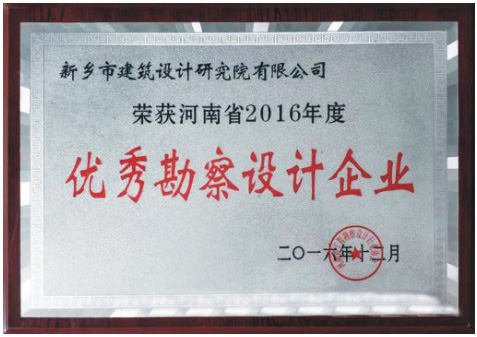 新乡市建筑设计研究院有限公司
荣获河南省2016年度
优秀勘察设计企业
二〇一六年十二月